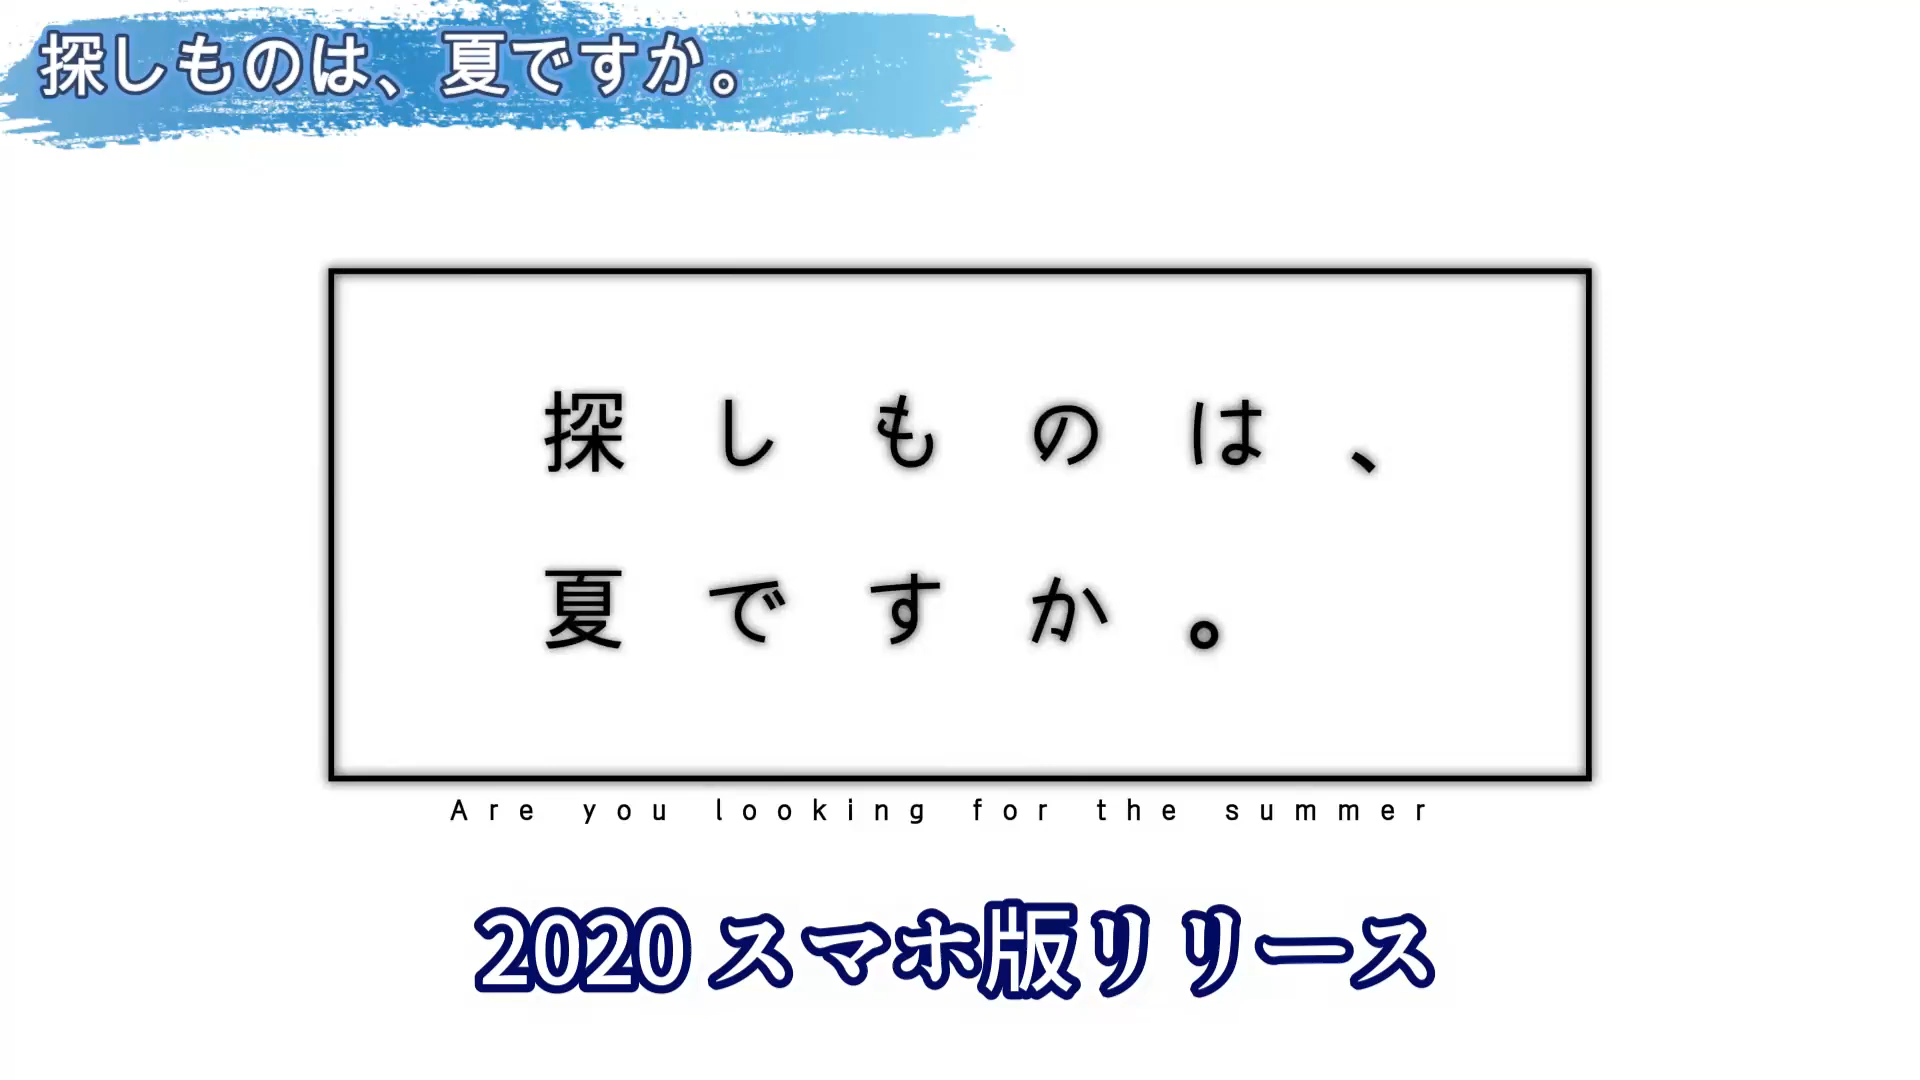 探しものは、夏ですか。
探しものは、
夏ですか。
Are you looking for the summer
2020 スマホ版リリース